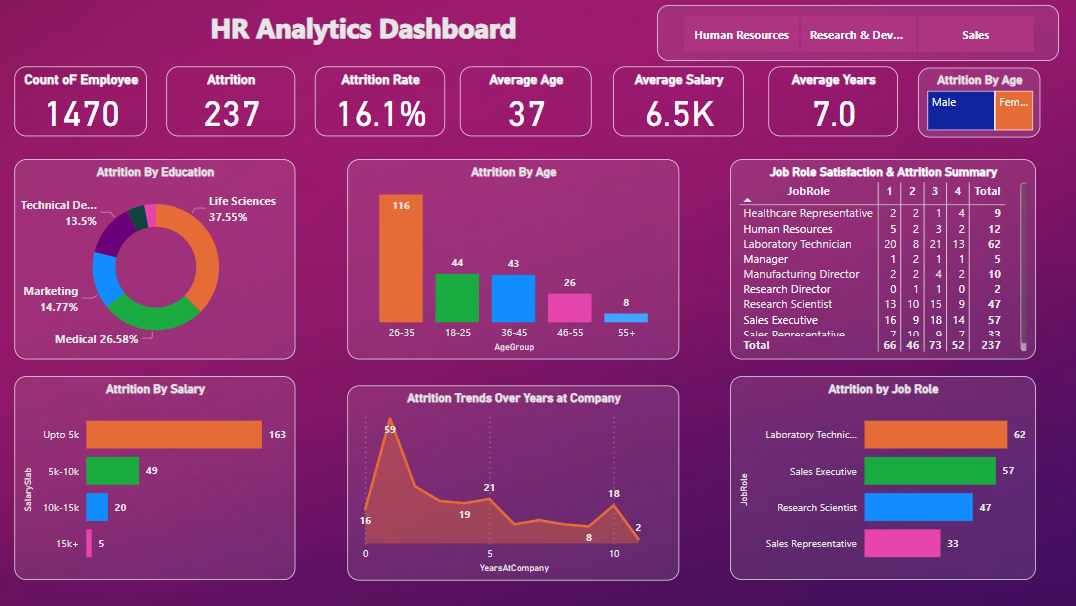 HR Analytics Dashboard
Human Resources
Research & Dev...
Sales
Count oF Employee
1470
Attrition
237
Attrition Rate
16.1%
Average Age
37
Average Salary
6.5K
Average Years
7.0
Attrition By Age
Male
Fem...
Attrition By Education
Life Sciences
37.55%
Technical De...
13.5%
Marketing
14.77%
Medical 26.58%
Attrition By Age
116
44
43
26
8
26-35
18-25
36-45
46-55
55+
AgeGroup
Job Role Satisfaction & Attrition Summary
JobRole 1 2 3 4 Total
Healthcare Representative 2 2 1 4 9
Human Resources 5 2 3 2 12
Laboratory Technician 20 8 21 13 62
Manager 1 2 1 1 5
Manufacturing Director 2 2 4 2 10
Research Director 0 1 1 0 2
Research Scientist 13 10 15 9 47
Sales Executive 16 9 18 14 57
Sales Representative 7 10 9 7 33
Total 66 46 73 52 237
Attrition By Salary
SalarySlab
Upto 5k 163
5k-10k 49
10k-15k 20
15k+ 5
Attrition Trends Over Years at Company
59
16
19
21
8
18
2
0
5
10
YearsAtCompany
Attrition by Job Role
JobRole
Laboratory Technic... 62
Sales Executive 57
Research Scientist 47
Sales Representative 33